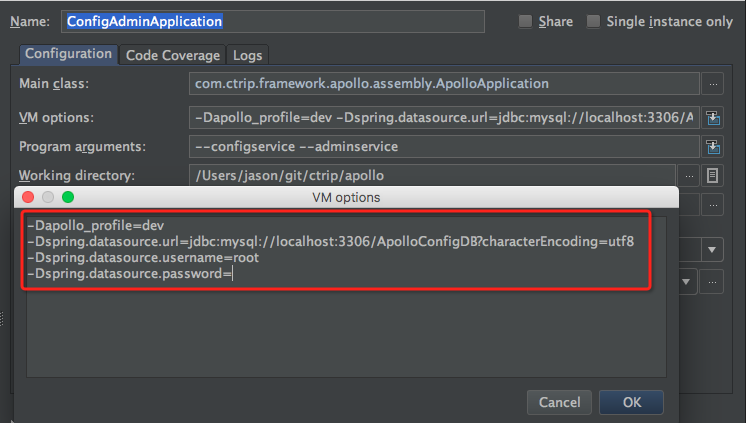 Name: ConfigAdminApplication Share Single instance only
Configuration Code Coverage Logs
Main class: com.ctrip.framework.apollo.assembly.ApolloApplication ...
VM options: -Dapollo_profile=dev -Dspring.datasource.url=jdbc:mysql://localhost:3306/A
Program arguments: --configservice --adminservice
Working directory: /Users/jason/git/ctrip/apollo ...
...
...
VM options
-Dapollo_profile=dev
-Dspring.datasource.url=jdbc:mysql://localhost:3306/ApolloConfigDB?characterEncoding=utf8
-Dspring.datasource.username=root
-Dspring.datasource.password=
Cancel OK